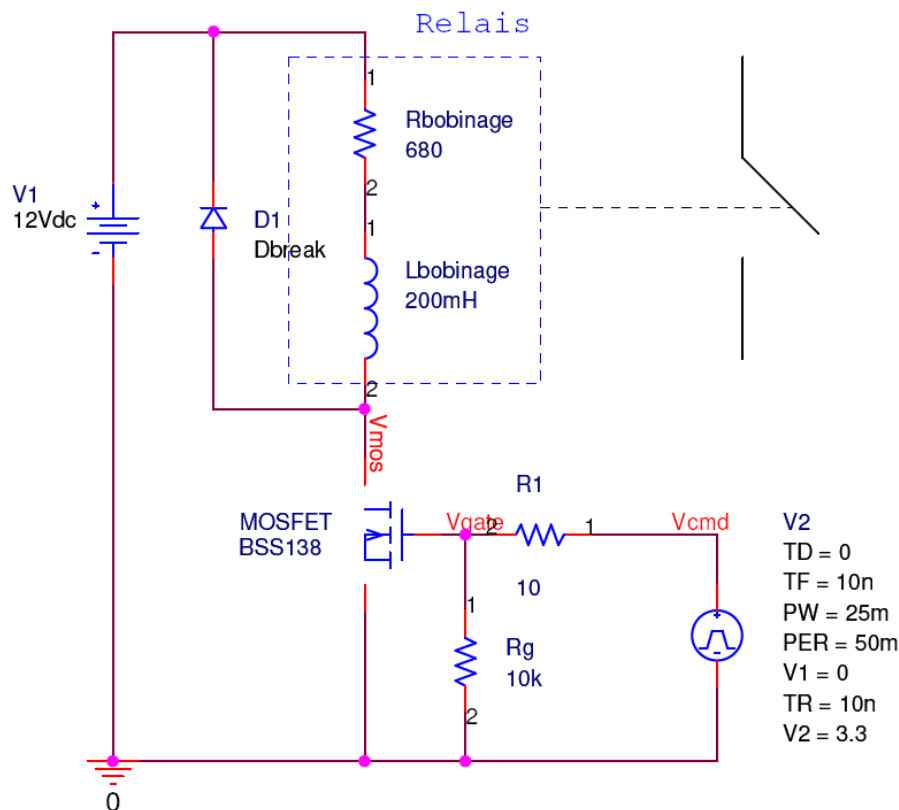 Relais
1
Rbobinage
680
2
V1
12Vdc
+
-
D1
Dbreak
1
Lbobinage
200mH
2
Vmos
R1
MOSFET
BSS138
Vgate
2
1
Vcmd
10
V2
TD = 0
TF = 10n
PW = 25m
PER = 50m
V1 = 0
TR = 10n
V2 = 3.3
+
-
1
Rg
10k
2
0